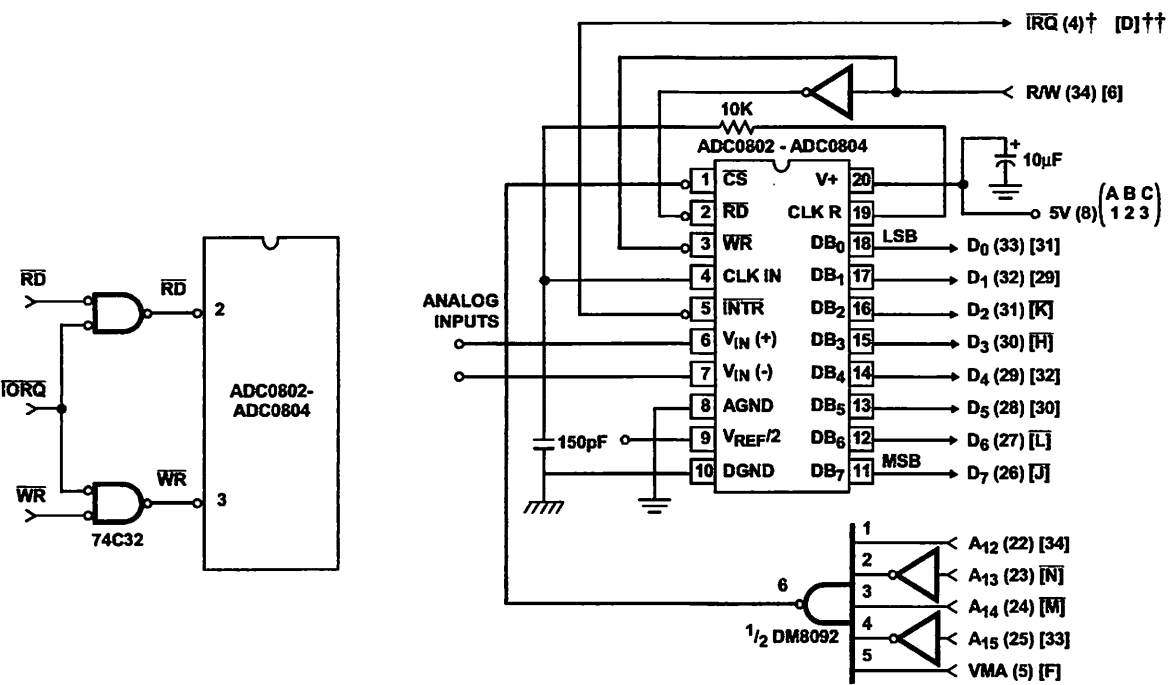 IRQ (4)† [D]††
R/W (34) [6]
10K
ADC0802 - ADC0804
+
10µF
1 CS V+ 20
5V (8) (A B C
1 2 3)
2 RD CLK R 19
3 WR DB0 18 LSB D0 (33) [31]
4 CLK IN DB1 17 D1 (32) [29]
5 INTR DB2 16 D2 (31) [K]
ANALOG
INPUTS
6 VIN (+) DB3 15 D3 (30) [H]
7 VIN (-) DB4 14 D4 (29) [32]
8 AGND DB5 13 D5 (28) [30]
150pF
9 VREF/2 DB6 12 D6 (27) [L]
10 DGND DB7 11 MSB D7 (26) [J]
RD
RD
2
IORQ
ADC0802-
ADC0804
WR
WR
3
74C32
1 A12 (22) [34]
2 A13 (23) [N]
6
3 A14 (24) [M]
1/2 DM8092
4 A15 (25) [33]
5 VMA (5) [F]